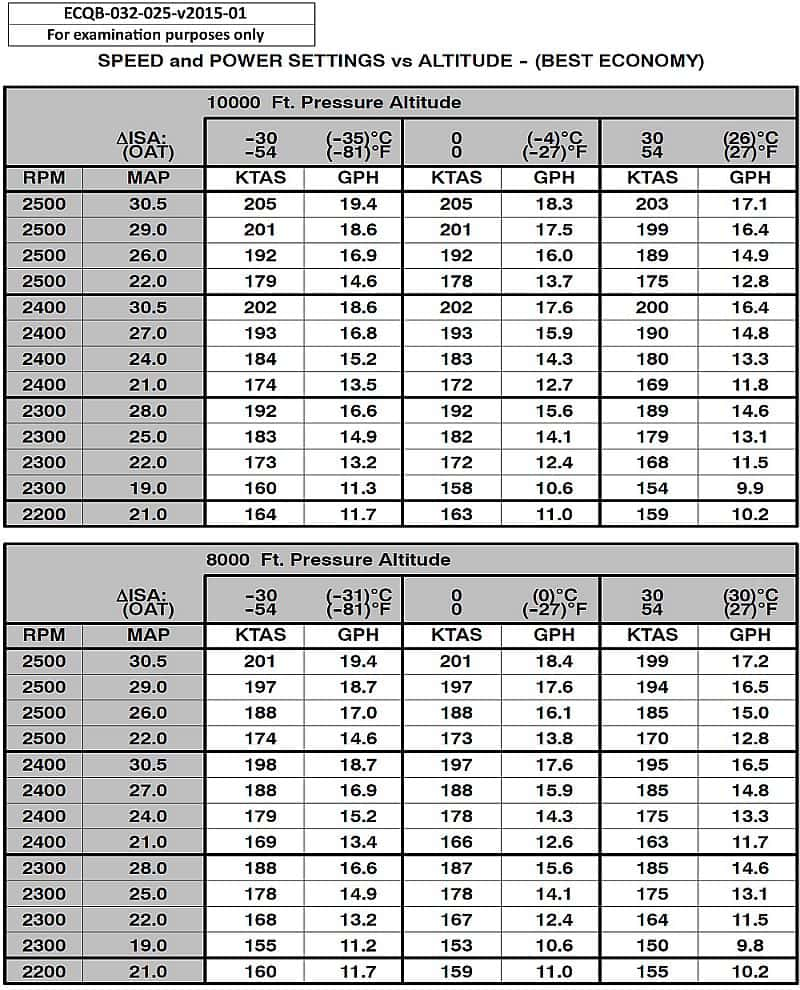 ECQB-032-025-v2015-01
For examination purposes only
SPEED and POWER SETTINGS vs ALTITUDE - (BEST ECONOMY)
10000 Ft. Pressure Altitude
ΔISA: -30 (-35)°C 0 (-4)°C 30 (26)°C
(OAT) -54 (-81)°F 0 (-27)°F 54 (27)°F
RPM MAP KTAS GPH KTAS GPH KTAS GPH
2500 30.5 205 19.4 205 18.3 203 17.1
2500 29.0 201 18.6 201 17.5 199 16.4
2500 26.0 192 16.9 192 16.0 189 14.9
2500 22.0 179 14.6 178 13.7 175 12.8
2400 30.5 202 18.6 202 17.6 200 16.4
2400 27.0 193 16.8 193 15.9 190 14.8
2400 24.0 184 15.2 183 14.3 180 13.3
2400 21.0 174 13.5 172 12.7 169 11.8
2300 28.0 192 16.6 192 15.6 189 14.6
2300 25.0 183 14.9 182 14.1 179 13.1
2300 22.0 173 13.2 172 12.4 168 11.5
2300 19.0 160 11.3 158 10.6 154 9.9
2200 21.0 164 11.7 163 11.0 159 10.2
8000 Ft. Pressure Altitude
ΔISA: -30 (-31)°C 0 (0)°C 30 (30)°C
(OAT) -54 (-81)°F 0 (-27)°F 54 (27)°F
RPM MAP KTAS GPH KTAS GPH KTAS GPH
2500 30.5 201 19.4 201 18.4 199 17.2
2500 29.0 197 18.7 197 17.6 194 16.5
2500 26.0 188 17.0 188 16.1 185 15.0
2500 22.0 174 14.6 173 13.8 170 12.8
2400 30.5 198 18.7 197 17.6 195 16.5
2400 27.0 188 16.9 188 15.9 185 14.8
2400 24.0 179 15.2 178 14.3 175 13.3
2400 21.0 169 13.4 166 12.6 163 11.7
2300 28.0 188 16.6 187 15.6 185 14.6
2300 25.0 178 14.9 178 14.1 175 13.1
2300 22.0 168 13.2 167 12.4 164 11.5
2300 19.0 155 11.2 153 10.6 150 9.8
2200 21.0 160 11.7 159 11.0 155 10.2